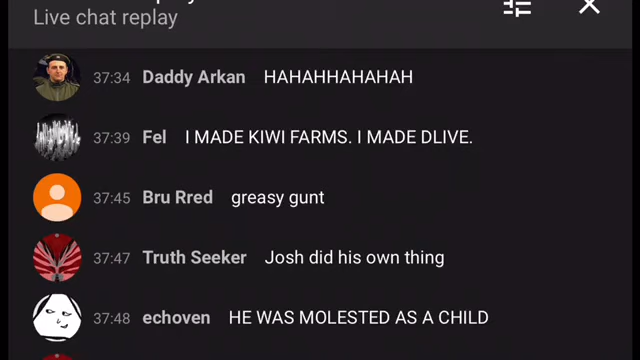 Live chat replay
37:34 Daddy Arkan HAHAHHAHAHAH
37:39 Fel I MADE KIWI FARMS. I MADE DLIVE.
37:45 Bru Rred greasy gunt
37:47 Truth Seeker Josh did his own thing
37:48 echoven HE WAS MOLESTED AS A CHILD